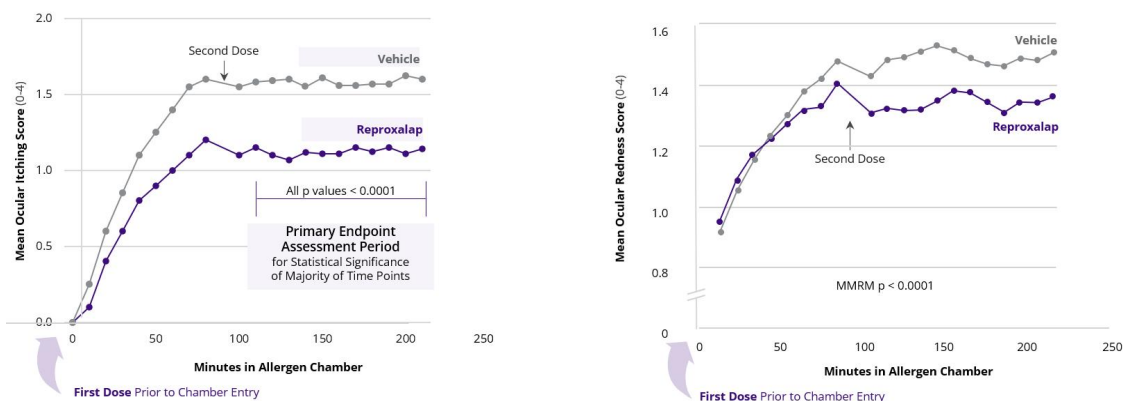 2.0
1.5
1.0
0.5
0.0
Mean Ocular Itching Score (0-4)
Second Dose
Vehicle
Reproxalap
All p values < 0.0001
Primary Endpoint
Assessment Period
for Statistical Significance
of Majority of Time Points
0 50 100 150 200 250
Minutes in Allergen Chamber
First Dose Prior to Chamber Entry
1.6
1.4
1.2
1.0
0.8
0
Mean Ocular Redness Score (0-4)
Vehicle
Reproxalap
Second Dose
MMRM p < 0.0001
0 50 100 150 200 250
Minutes in Allergen Chamber
First Dose Prior to Chamber Entry